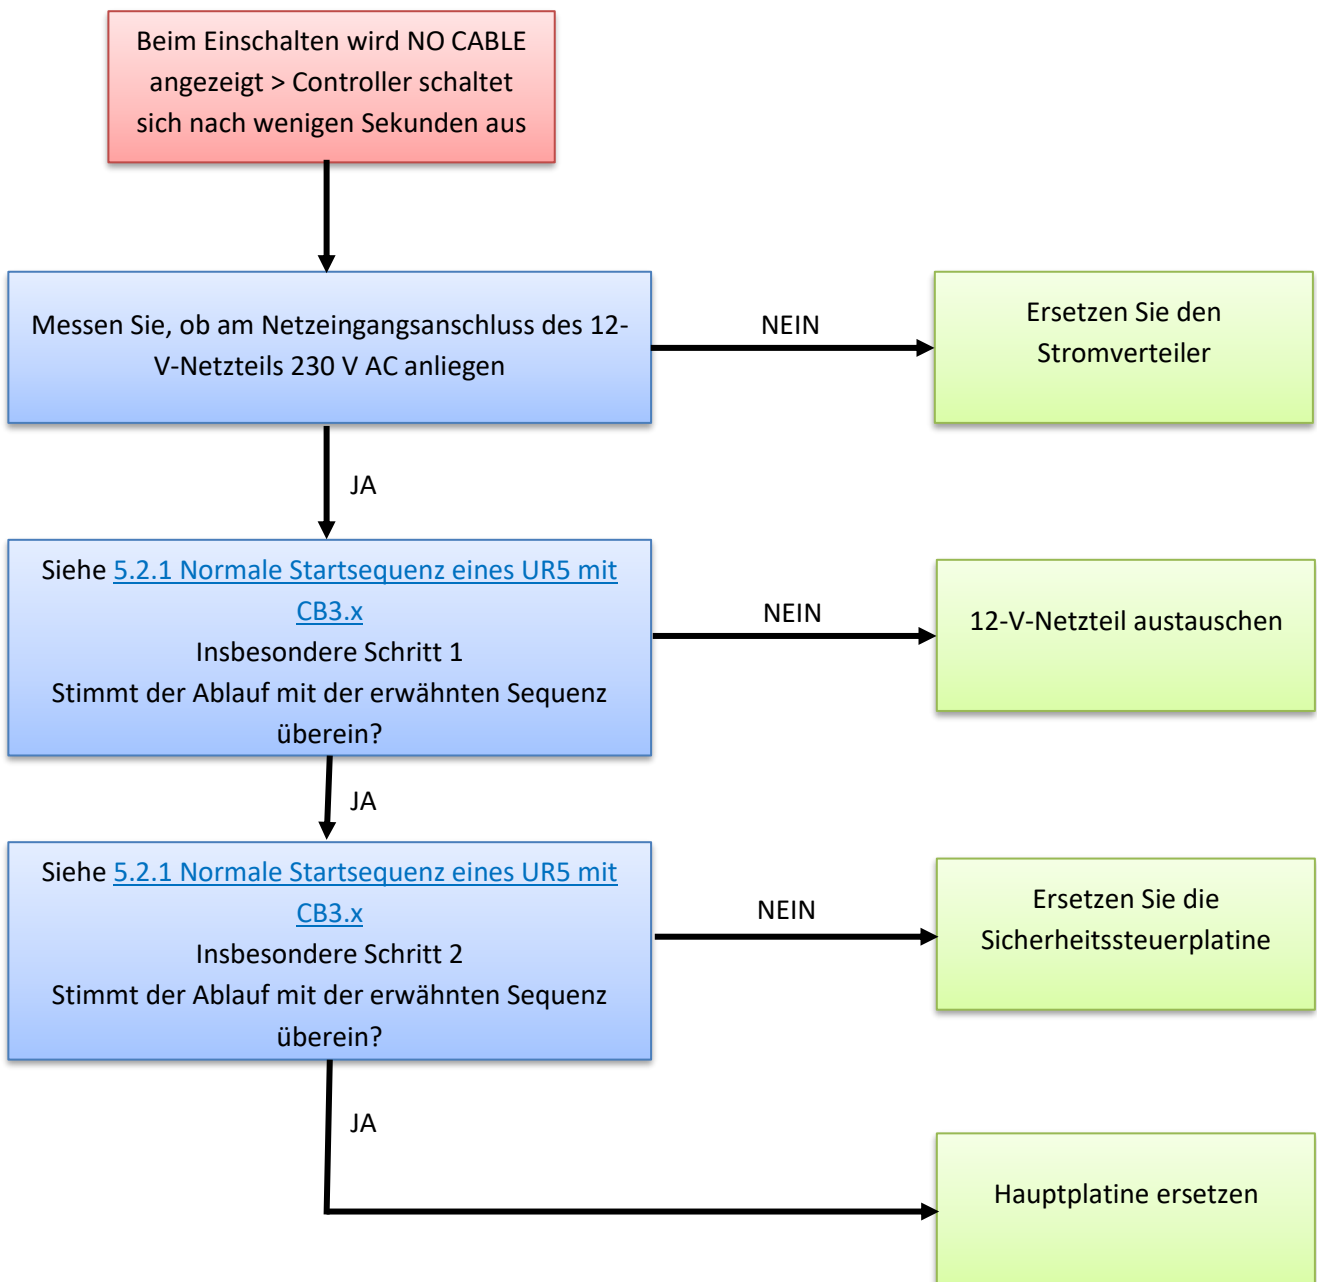 Beim Einschalten wird NO CABLE
angezeigt > Controller schaltet
sich nach wenigen Sekunden aus
Messen Sie, ob am Netzeingangsanschluss des 12-
V-Netzteils 230 V AC anliegen
NEIN
Ersetzen Sie den
Stromverteiler
JA
Siehe 5.2.1 Normale Startsequenz eines UR5 mit
CB3.x
Insbesondere Schritt 1
Stimmt der Ablauf mit der erwähnten Sequenz
überein?
NEIN
12-V-Netzteil austauschen
JA
Siehe 5.2.1 Normale Startsequenz eines UR5 mit
CB3.x
Insbesondere Schritt 2
Stimmt der Ablauf mit der erwähnten Sequenz
überein?
NEIN
Ersetzen Sie die
Sicherheitssteuerplatine
JA
Hauptplatine ersetzen